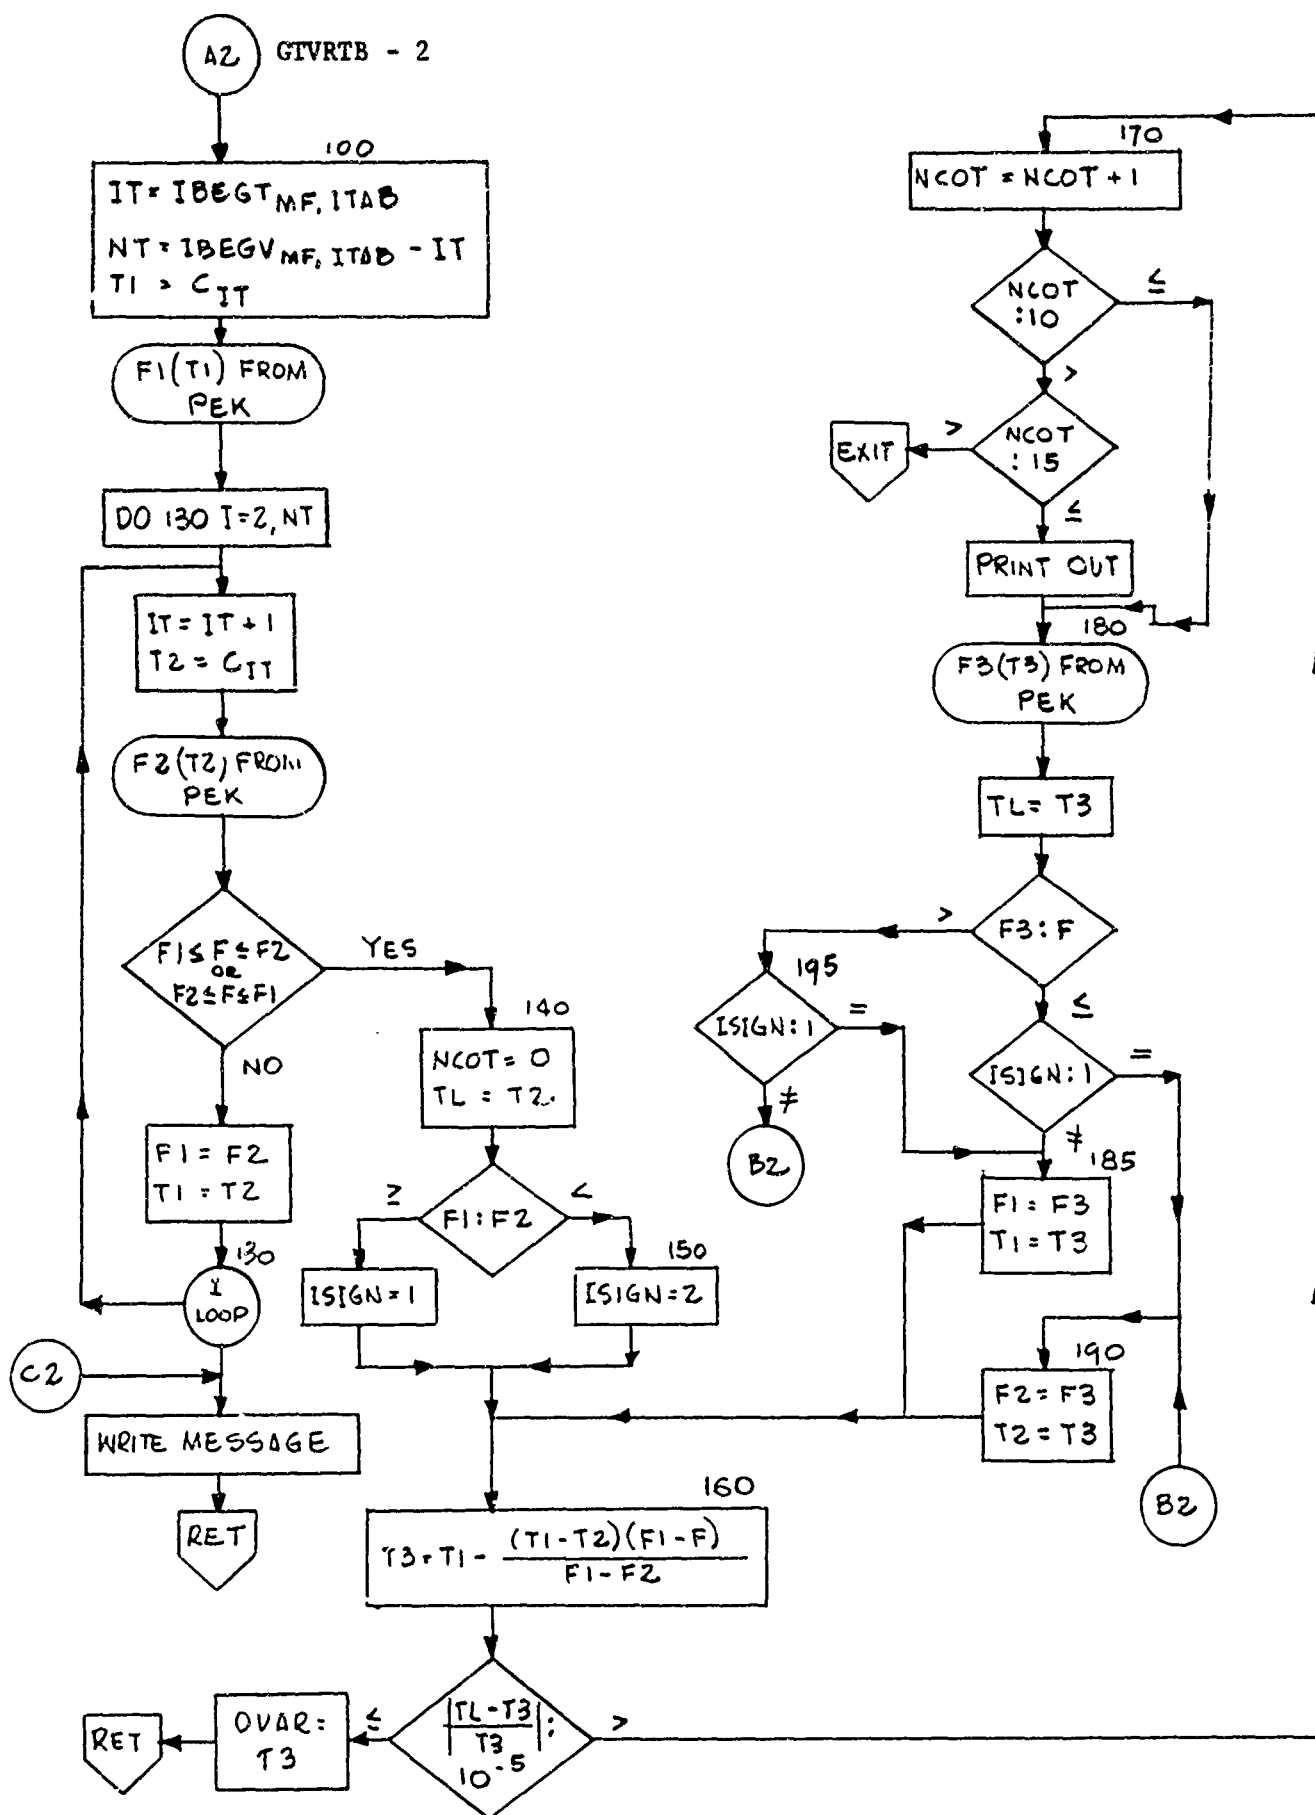 A2
GTVRTB - 2
100
IT = IBEGT MF, ITAB
NT = IBEGV MF, ITAB - IT
T1 = C IT
F1(T1) FROM
PEK
DO 130 I=2, NT
IT = IT + 1
T2 = C IT
F2(T2) FROM
PEK
F1 ≤ F ≤ F2
OR
F2 ≤ F ≤ F1
YES
NO
F1 = F2
T1 = T2
130
I
LOOP
C2
WRITE MESSAGE
RET
140
NCOT = 0
TL = T2
F1 : F2
≥
<
ISIGN = 1
150
ISIGN = 2
160
T3 = T1 - (T1-T2)(F1-F)
F1-F2
|TL-T3|:
T3
10-5
≤
>
OVAR =
T3
RET
170
NCOT = NCOT + 1
NCOT
:10
≤
>
NCOT
:15
>
EXIT
≤
PRINT OUT
180
F3(T3) FROM
PEK
TL = T3
F3 : F
>
≤
195
ISIGN : 1
=
≠
B2
ISIGN : 1
=
≠
185
F1 = F3
T1 = T3
190
F2 = F3
T2 = T3
B2